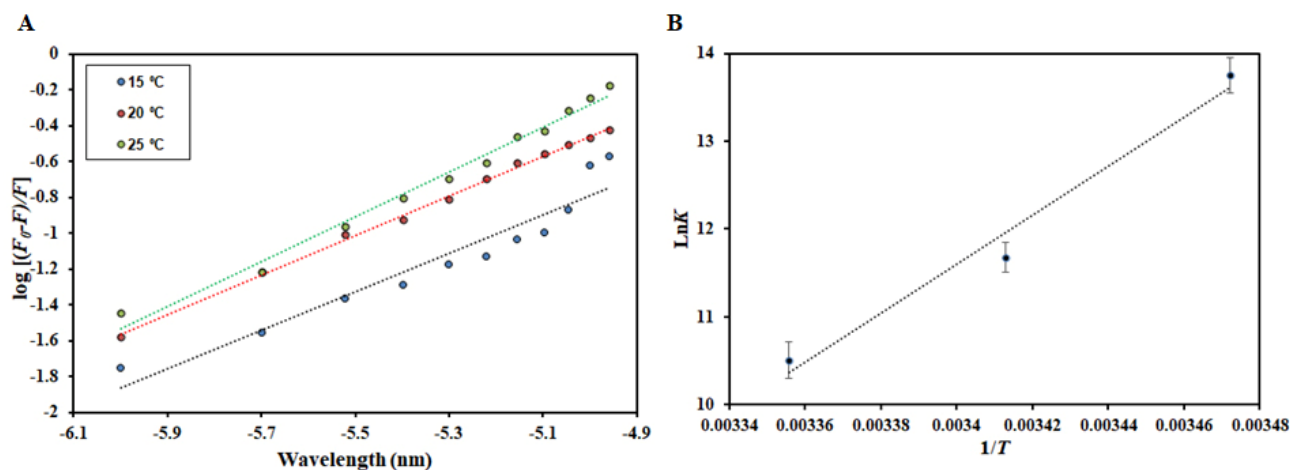 A
B
0
-0.2
-0.4
-0.6
-0.8
-1
-1.2
-1.4
-1.6
-1.8
-2
log [(F₀-F)/F]
15 ºC
20 ºC
25 ºC
-6.1 -5.9 -5.7 -5.5 -5.3 -5.1 -4.9
Wavelength (nm)
14
13
12
11
10
LnK
0.00334 0.00336 0.00338 0.0034 0.00342 0.00344 0.00346 0.00348
1/T